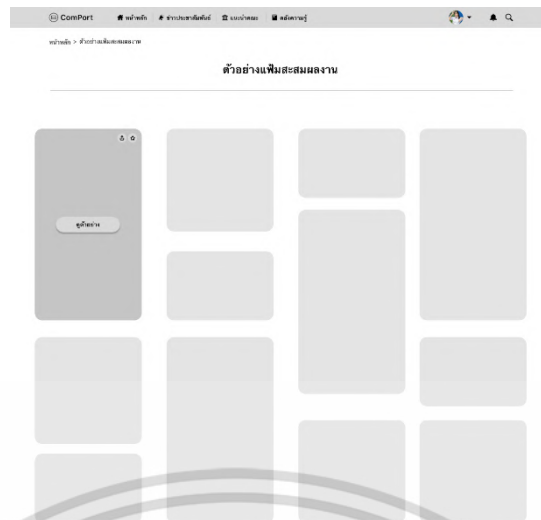 ComPort หน้าหลัก ข่าวประชาสัมพันธ์ แนะนำคณะ คลังความรู้
หน้าหลัก > ตัวอย่างแฟ้มสะสมผลงาน
ตัวอย่างแฟ้มสะสมผลงาน
ดูตัวอย่าง